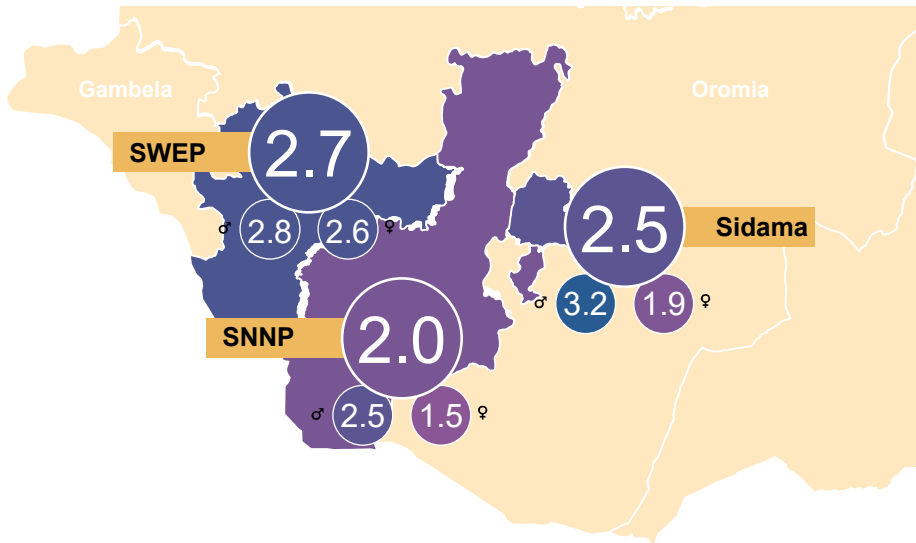 Gambela
Oromia
SWEP
2.7
♂ 2.8 2.6 ♀
2.5
Sidama
♂ 3.2 1.9 ♀
SNNP
2.0
♂ 2.5 1.5 ♀